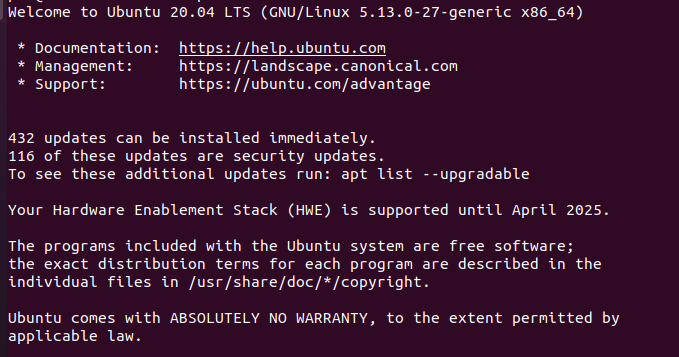 Welcome to Ubuntu 20.04 LTS (GNU/Linux 5.13.0-27-generic x86_64)
* Documentation: https://help.ubuntu.com
* Management: https://landscape.canonical.com
* Support: https://ubuntu.com/advantage
432 updates can be installed immediately.
116 of these updates are security updates.
To see these additional updates run: apt list --upgradable
Your Hardware Enablement Stack (HWE) is supported until April 2025.
The programs included with the Ubuntu system are free software;
the exact distribution terms for each program are described in the
individual files in /usr/share/doc/*/copyright.
Ubuntu comes with ABSOLUTELY NO WARRANTY, to the extent permitted by
applicable law.